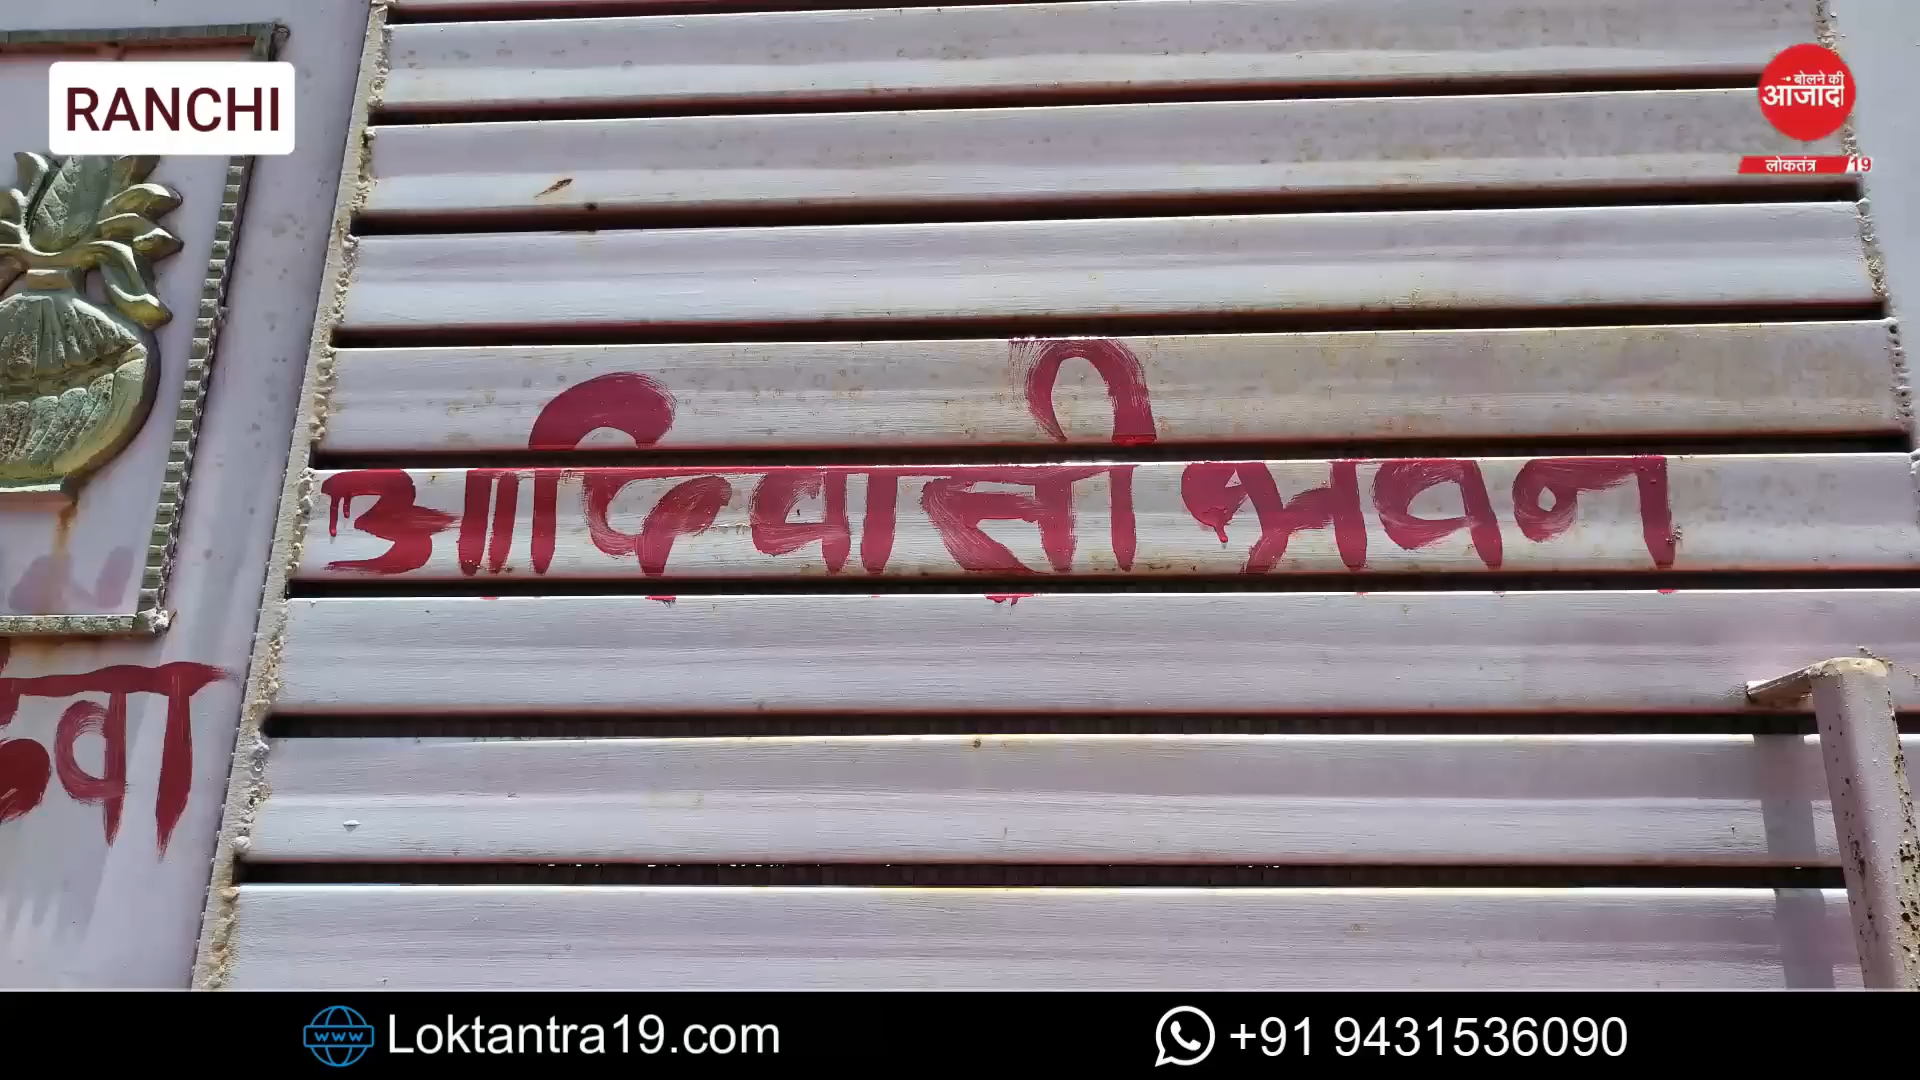 RANCHI
बोलने की
आजादी
लोकतंत्र 19
आदिवासी भवन
Loktantra19.com
+91 9431536090